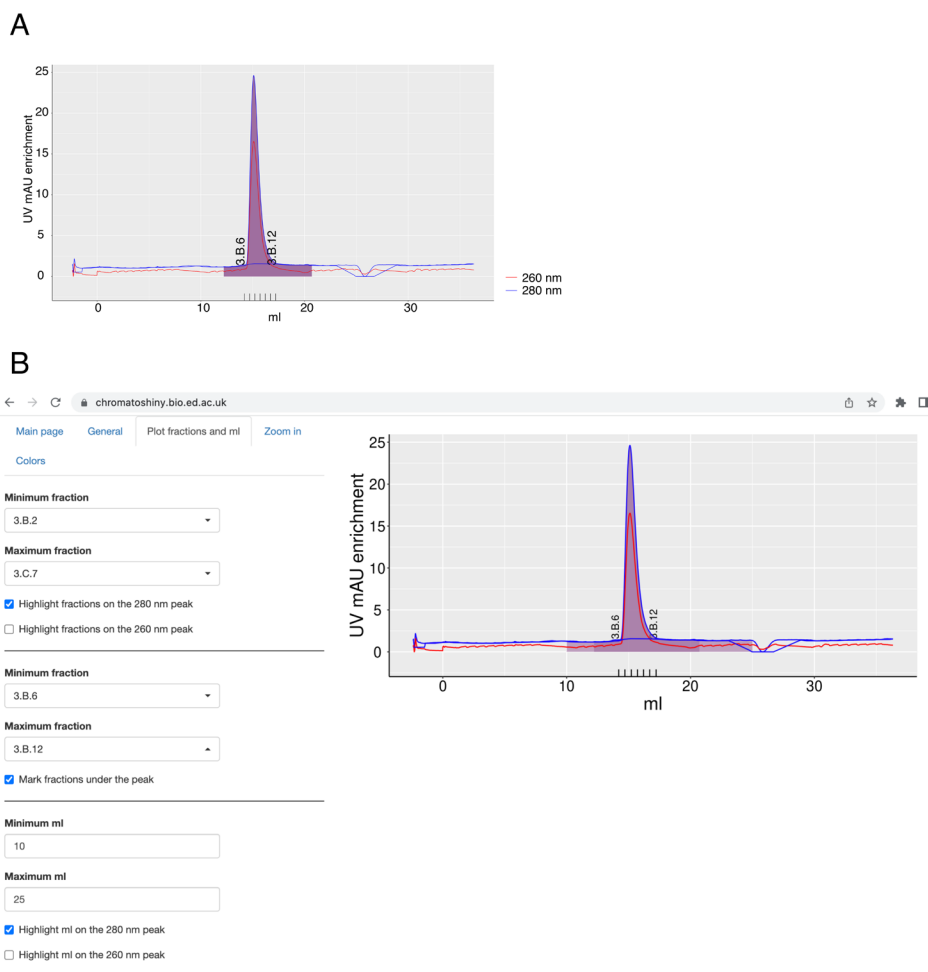 A
25
20
15
10
5
0
UV mAU enrichment
3.B.6
3.B.12
0
10
20
30
ml
260 nm
280 nm
B
chromatoshiny.bio.ed.ac.uk
Main page
General
Plot fractions and ml
Zoom in
Colors
Minimum fraction
3.B.2
Maximum fraction
3.C.7
Highlight fractions on the 280 nm peak
Highlight fractions on the 260 nm peak
Minimum fraction
3.B.6
Maximum fraction
3.B.12
Mark fractions under the peak
Minimum ml
10
Maximum ml
25
Highlight ml on the 280 nm peak
Highlight ml on the 260 nm peak
25
20
15
10
5
0
UV mAU enrichment
3.B.6
3.B.12
0
10
20
30
ml